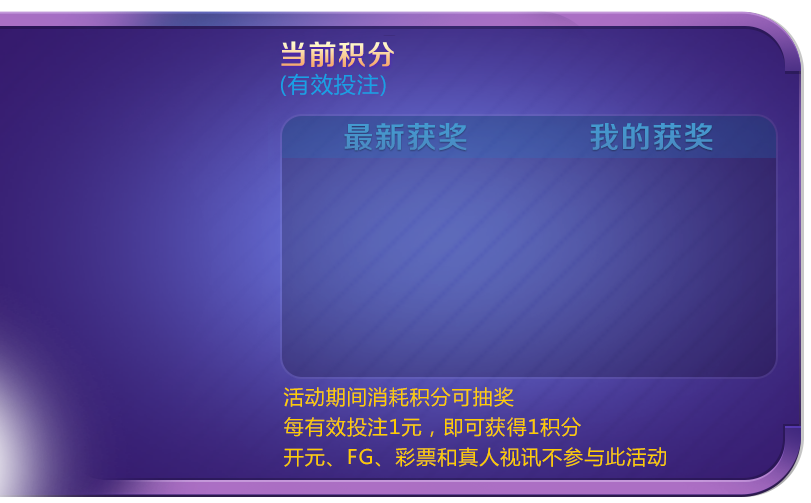 当前积分
(有效投注)
最新获奖 我的获奖
活动期间消耗积分可抽奖
每有效投注1元，即可获得1积分
开元、FG、彩票和真人视讯不参与此活动